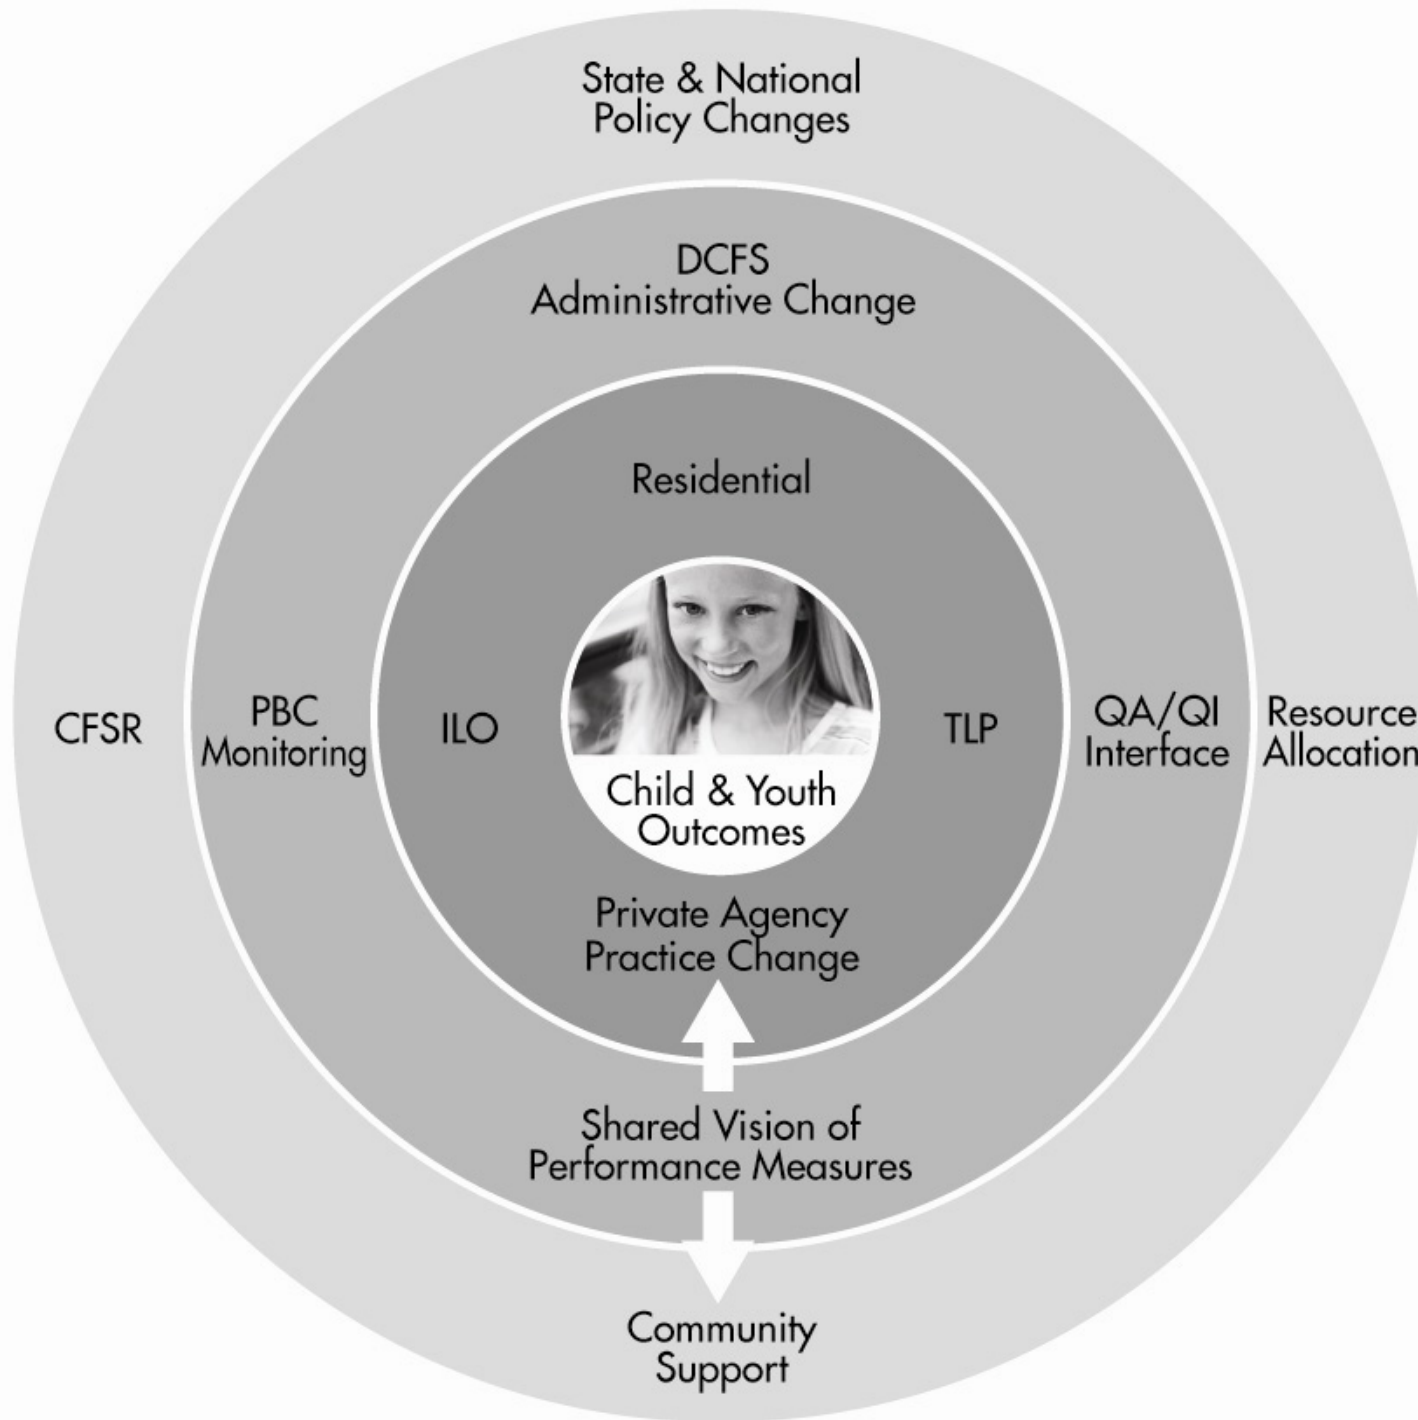 State & National
Policy Changes
DCFS
Administrative Change
Residential
CFSR
PBC
Monitoring
ILO
TLP
QA/QI
Interface
Resource
Allocation
Child & Youth
Outcomes
Private Agency
Practice Change
Shared Vision of
Performance Measures
Community
Support